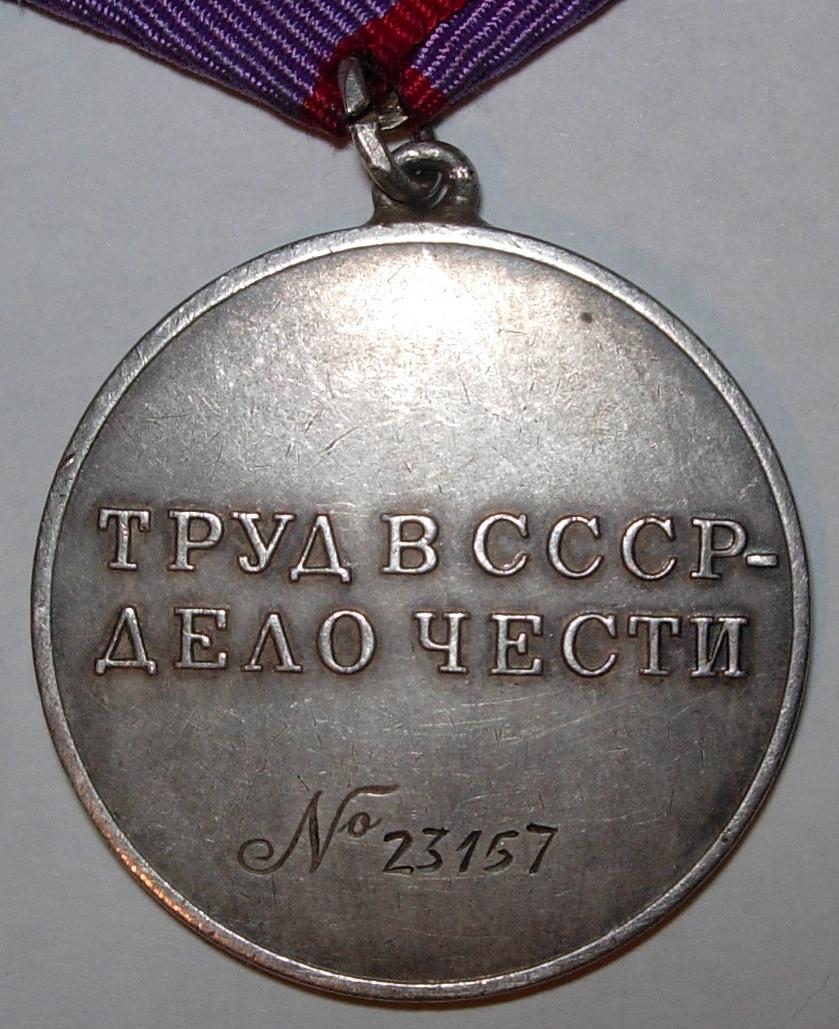 ТРУД В СССР-
ДЕЛО ЧЕСТИ
№ 23157